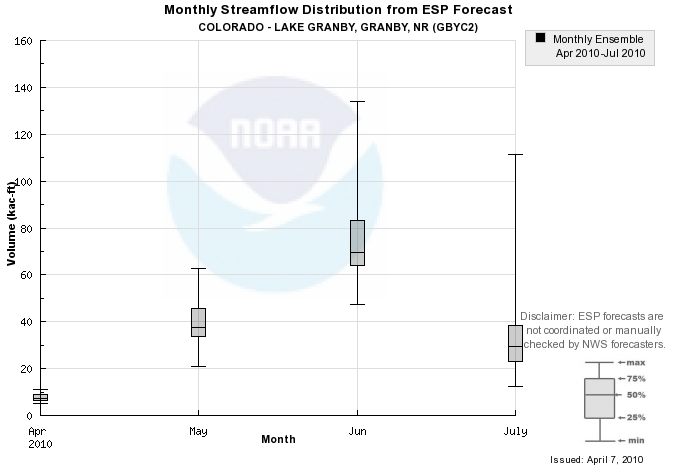 Monthly Streamflow Distribution from ESP Forecast
COLORADO - LAKE GRANBY, GRANBY, NR (GBYC2)
Monthly Ensemble
Apr 2010-Jul 2010
NOAA
Volume (kac-ft)
160
140
120
100
80
60
40
20
0
Apr
2010
May
Jun
July
Month
Disclaimer: ESP forecasts are
not coordinated or manually
checked by NWS forecasters.
max
75%
50%
25%
min
Issued: April 7, 2010